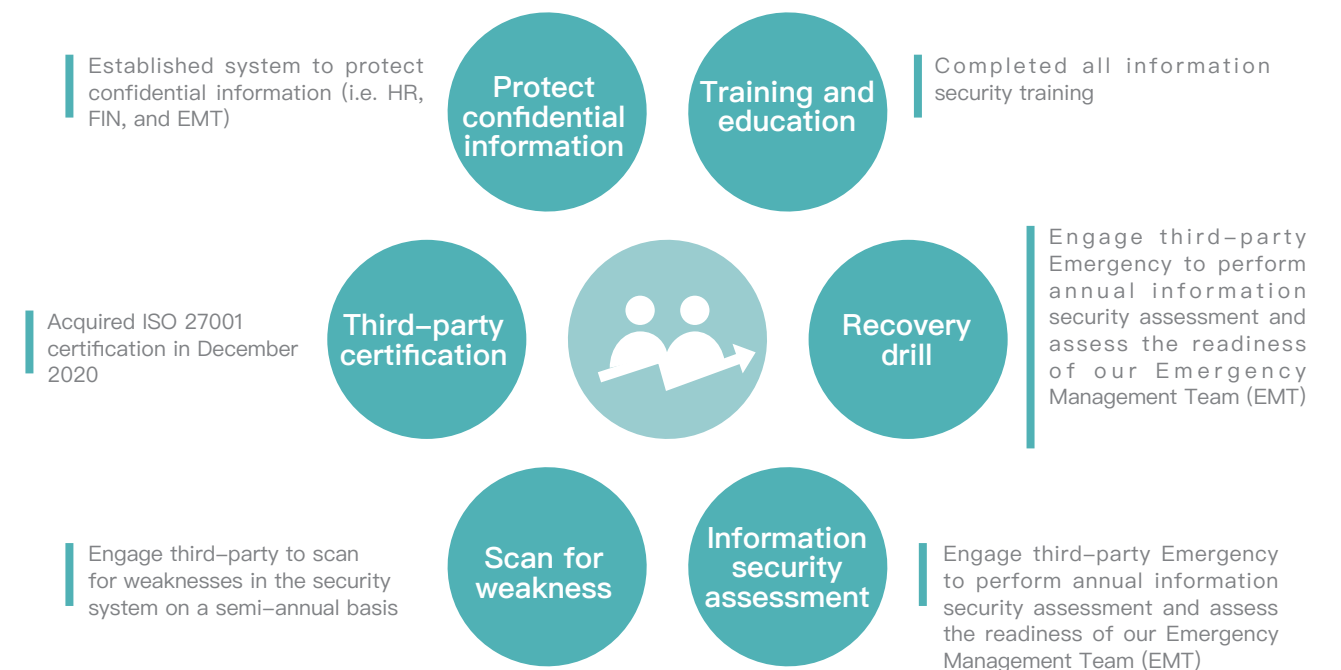 Established system to protect
confidential information (i.e. HR,
FIN, and EMT)
Protect
confidential
information
Training and
education
Completed all information
security training
Acquired ISO 27001
certification in December
2020
Third–party
certification
Recovery
drill
Engage third–party
Emergency to perform
annual information
security assessment and
assess the readiness
of our Emergency
Management Team (EMT)
Engage third–party to scan
for weaknesses in the security
system on a semi–annual basis
Scan for
weakness
Information
security
assessment
Engage third–party Emergency
to perform annual information
security assessment and assess
the readiness of our Emergency
Management Team (EMT)